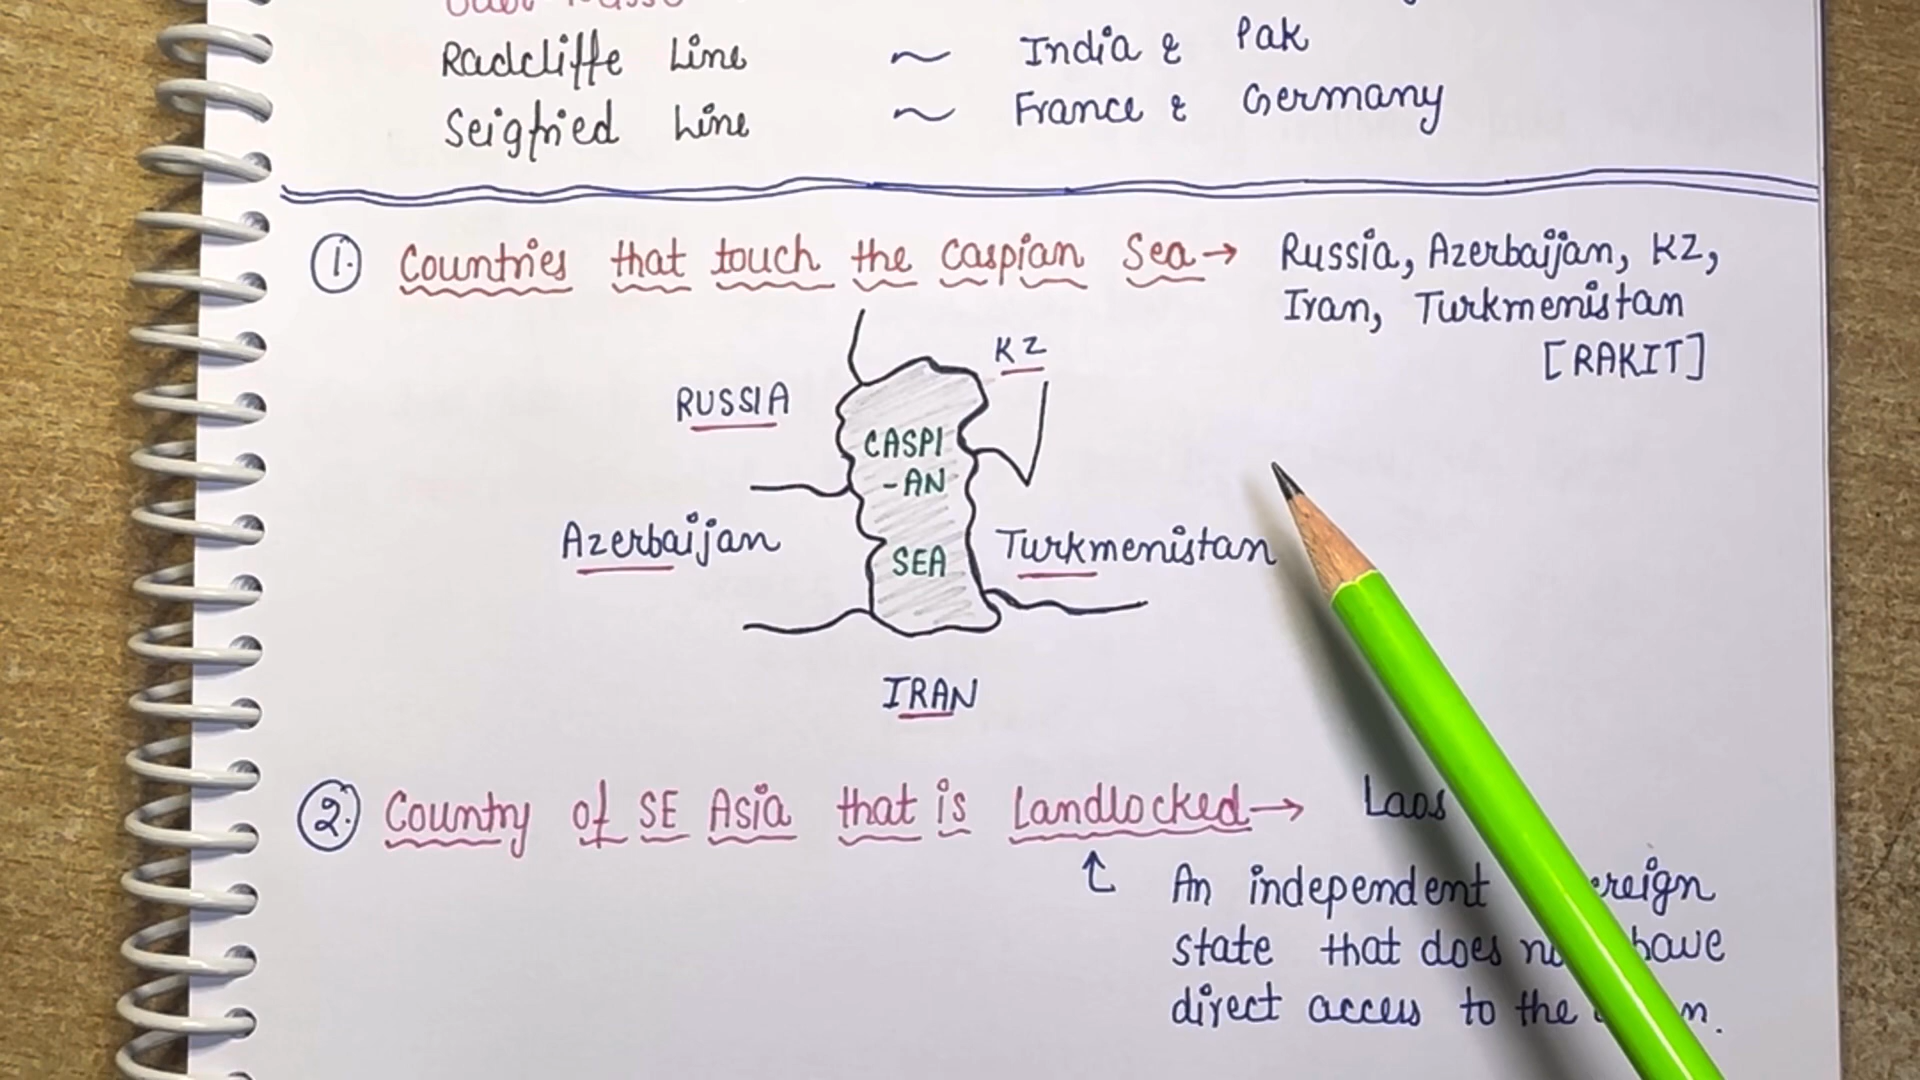 Radcliffe Line ~ India & Pak
Seigfried Line ~ France & Germany
1. Countries that touch the Caspian Sea → Russia, Azerbaijan, KZ,
Iran, Turkmenistan
[RAKIT]
KZ
RUSSIA
CASPI
-AN
SEA
Azerbaijan
Turkmenistan
IRAN
2. Country of SE Asia that is Landlocked → Laos
An independent
state that does have
direct access to the